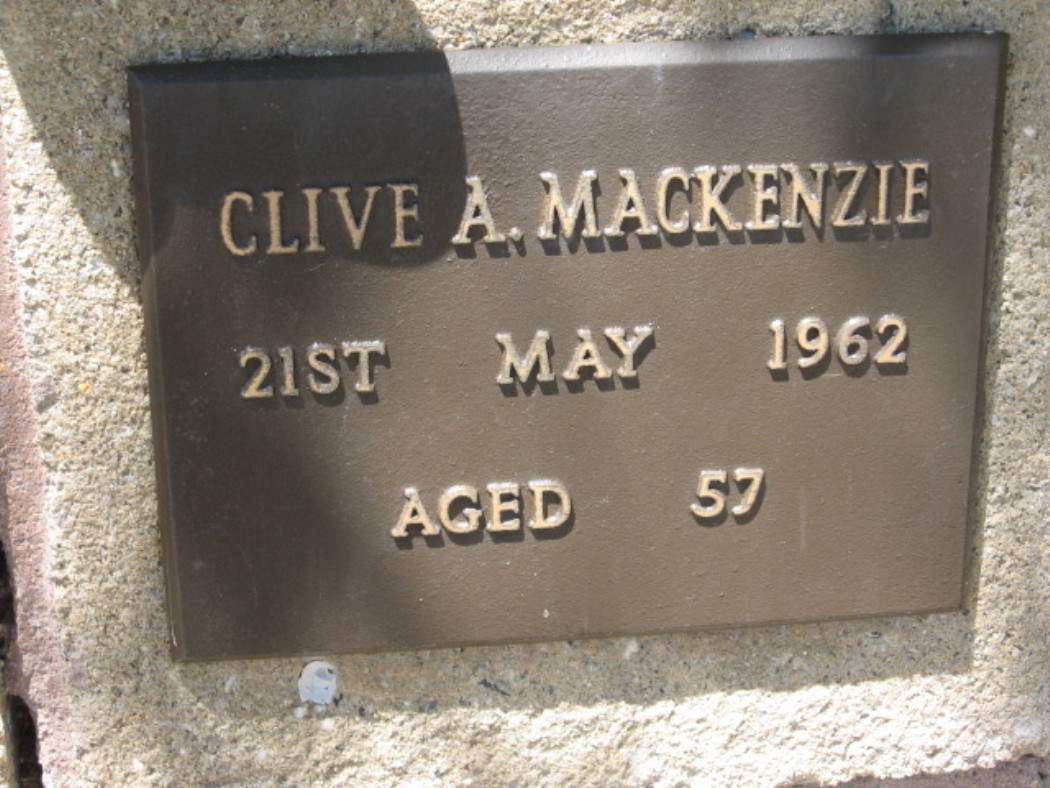 CLIVE A. MACKENZIE
21ST MAY 1962
AGED 57